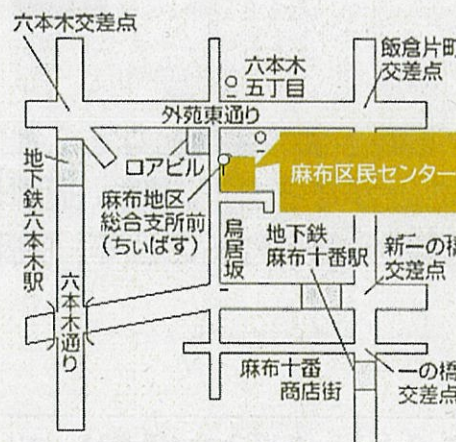 六本木交差点
飯倉片町
交差点
六本木
五丁目
外苑東通り
地下鉄六本木駅
ロアビル
麻布区民センター
麻布地区
総合支所前
(ちぃばす)
鳥居坂
地下鉄
麻布十番駅
新一の橋
交差点
六本木通り
麻布十番
商店街
一の橋
交差点